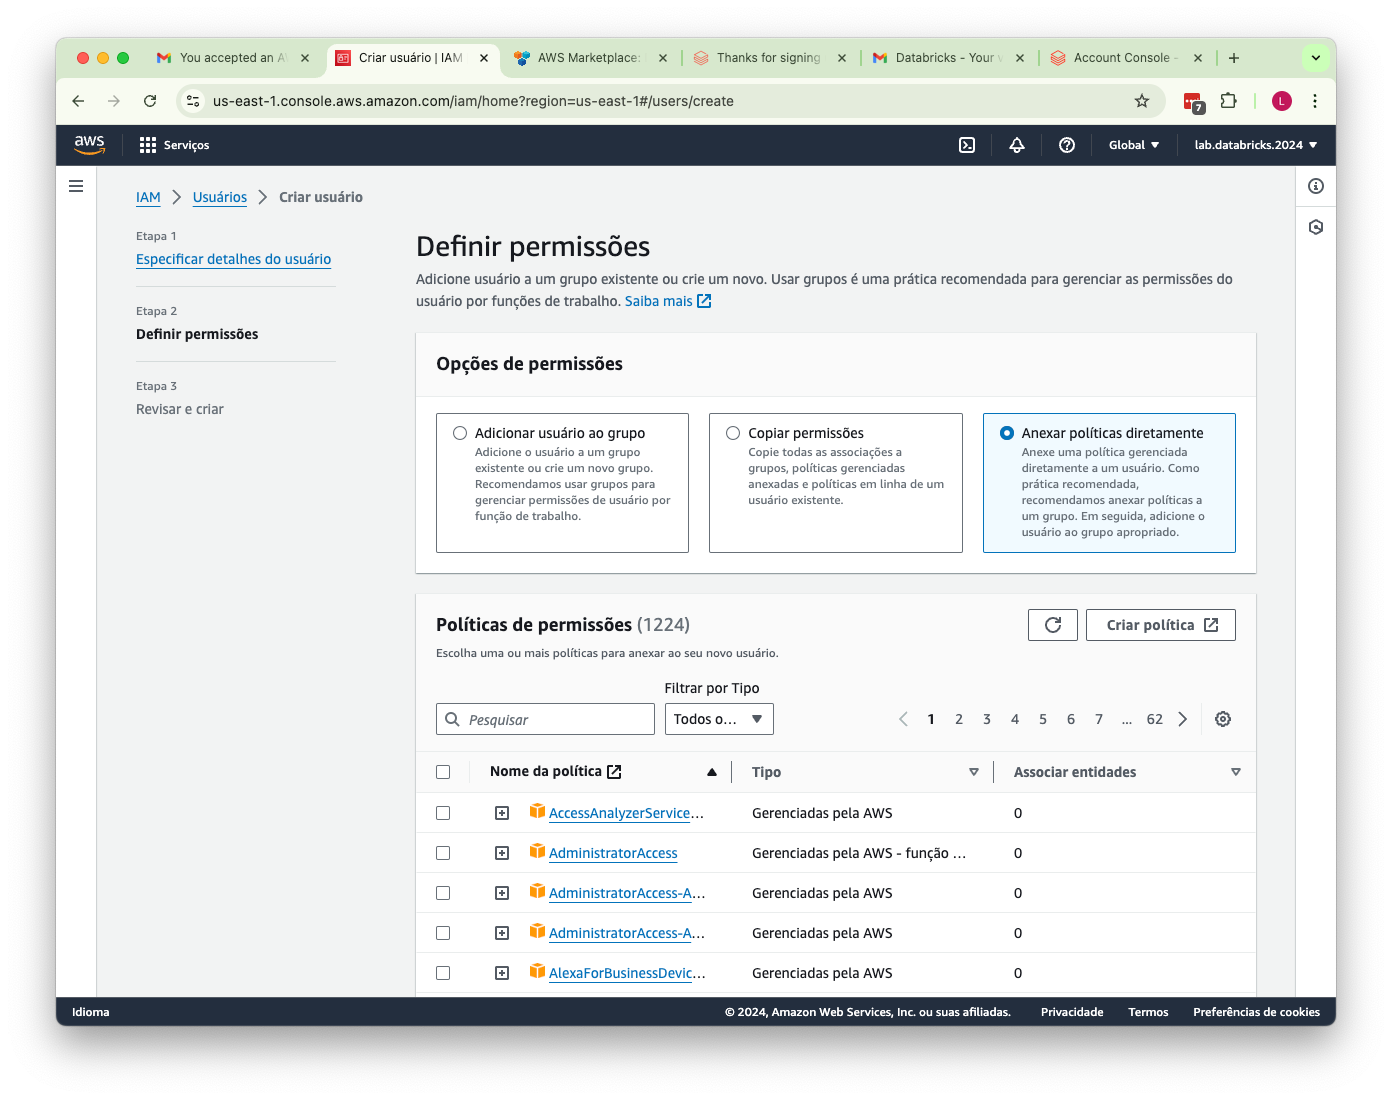 You accepted an A
Criar usuário | IAM
AWS Marketplace:
Thanks for signing
Databricks - Your v
Account Console -
us-east-1.console.aws.amazon.com/iam/home?region=us-east-1#/users/create
7
L
aws
Serviços
Global
lab.databricks.2024
IAM
Usuários
Criar usuário
Etapa 1
Especificar detalhes do usuário
Etapa 2
Definir permissões
Etapa 3
Revisar e criar
Definir permissões
Adicione usuário a um grupo existente ou crie um novo. Usar grupos é uma prática recomendada para gerenciar as permissões do
usuário por funções de trabalho. Saiba mais
Opções de permissões
Adicionar usuário ao grupo
Adicione o usuário a um grupo
existente ou crie um novo grupo.
Recomendamos usar grupos para
gerenciar permissões de usuário por
função de trabalho.
Copiar permissões
Copie todas as associações a
grupos, políticas gerenciadas
anexadas e políticas em linha de um
usuário existente.
Anexar políticas diretamente
Anexe uma política gerenciada
diretamente a um usuário. Como
prática recomendada,
recomendamos anexar políticas a
um grupo. Em seguida, adicione o
usuário ao grupo apropriado.
Políticas de permissões (1224)
Escolha uma ou mais políticas para anexar ao seu novo usuário.
Criar política
Filtrar por Tipo
Pesquisar
Todos o...
1 2 3 4 5 6 7 ... 62
Nome da política Tipo Associar entidades
AccessAnalyzerService... Gerenciadas pela AWS 0
AdministratorAccess Gerenciadas pela AWS - função ... 0
AdministratorAccess-A... Gerenciadas pela AWS 0
AdministratorAccess-A... Gerenciadas pela AWS 0
AlexaForBusinessDevic... Gerenciadas pela AWS 0
Idioma
© 2024, Amazon Web Services, Inc. ou suas afiliadas.
Privacidade
Termos
Preferências de cookies